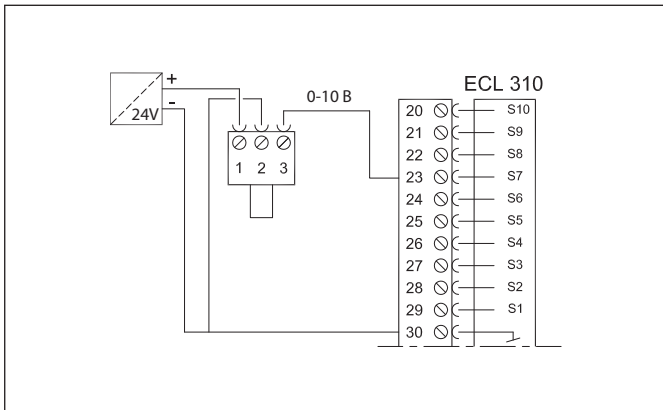 ECL 310
+
-
24V
0-10 В
1 2 3
20 S10
21 S9
22 S8
23 S7
24 S6
25 S5
26 S4
27 S3
28 S2
29 S1
30